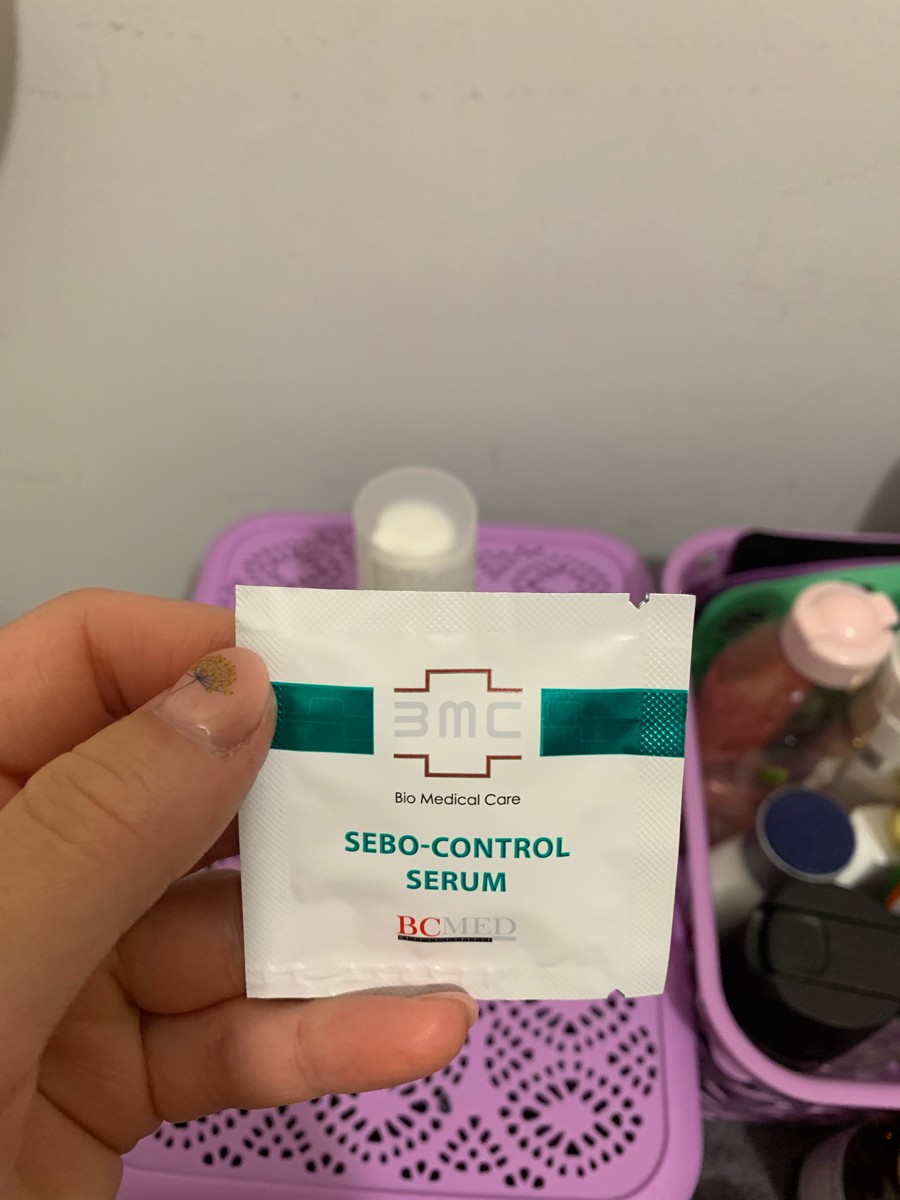 BMC
Bio Medical Care
SEBO-CONTROL
SERUM
BCMED